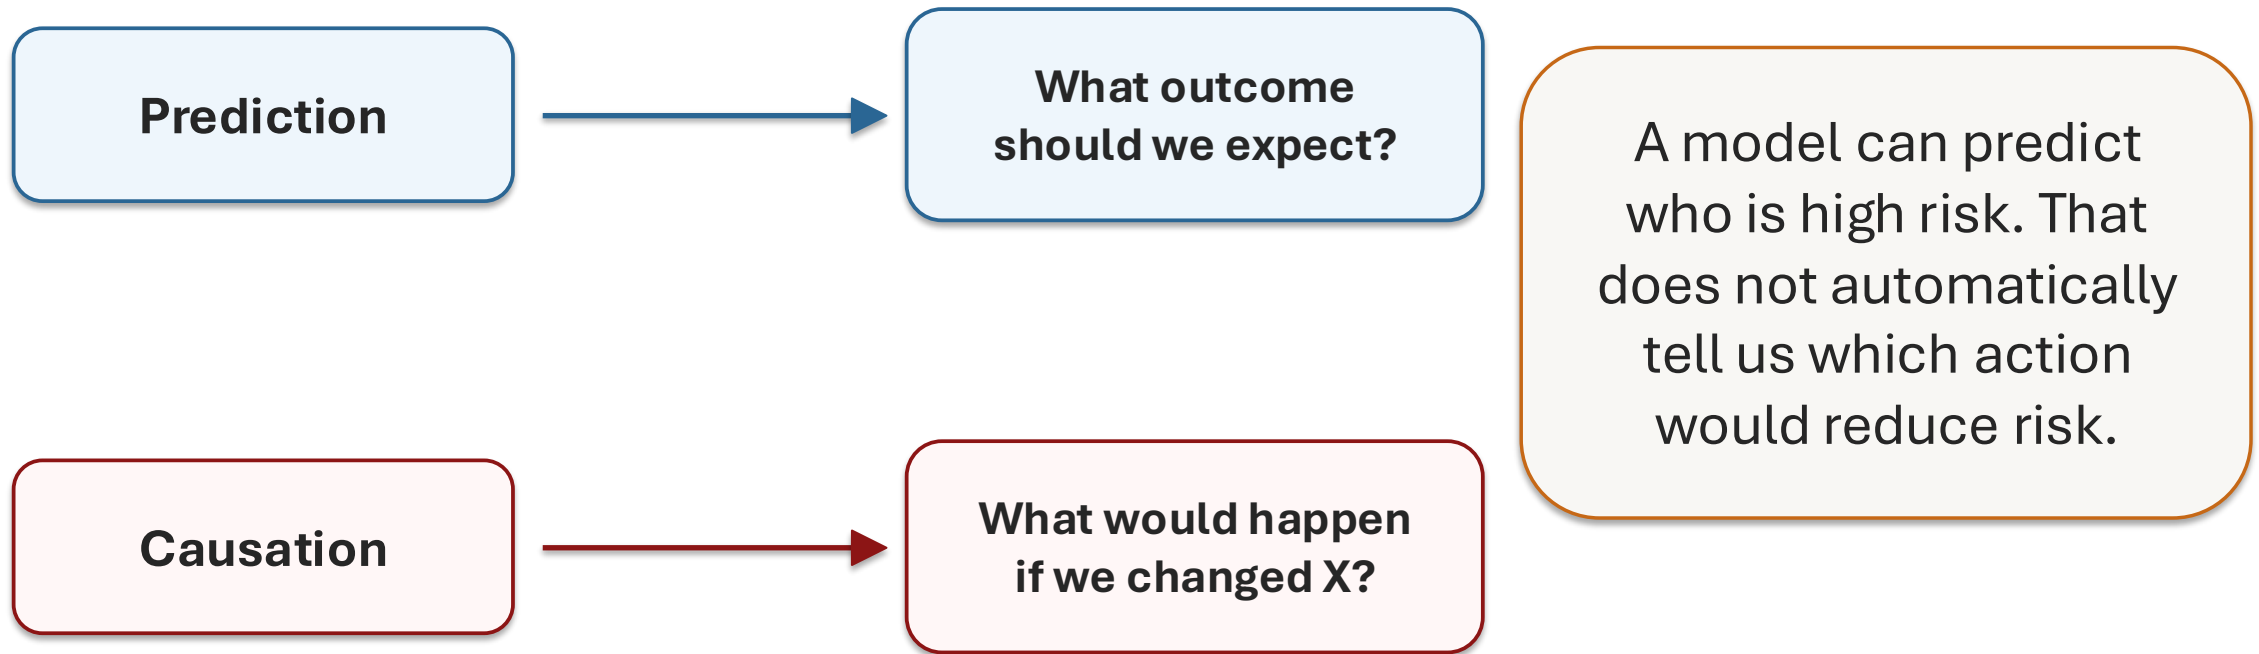 Prediction
What outcome
should we expect?
Causation
What would happen
if we changed X?
A model can predict
who is high risk. That
does not automatically
tell us which action
would reduce risk.